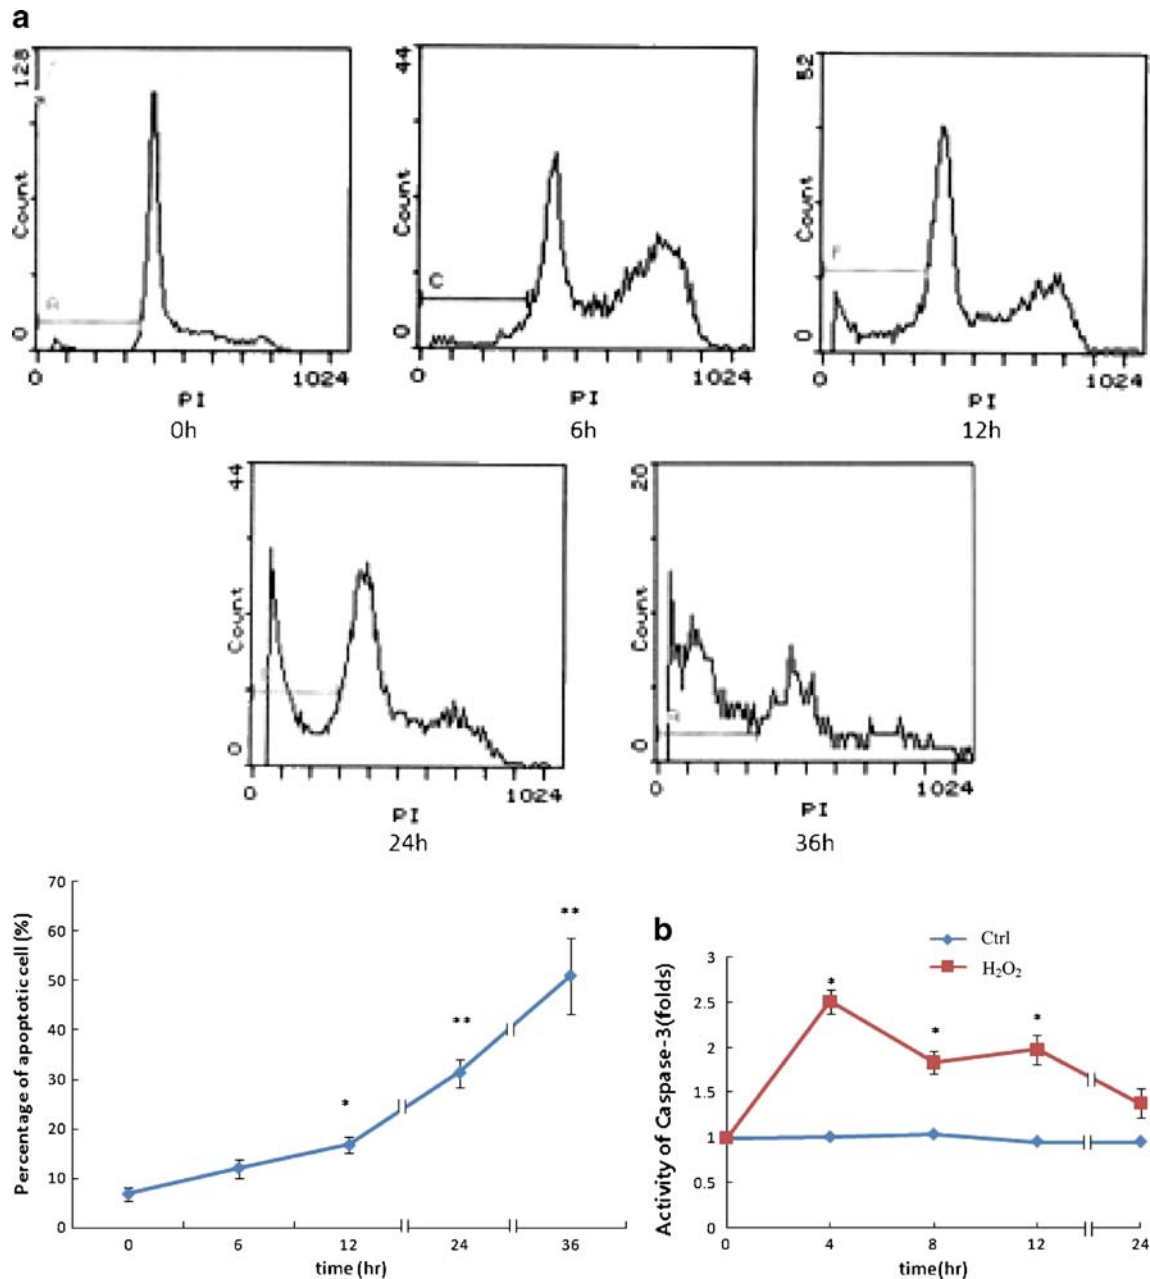 a
128
Count
0
A
0
1024
PI
0h
44
Count
0
C
0
1024
PI
6h
52
Count
0
F
0
1024
PI
12h
44
Count
0
0
1024
PI
24h
20
Count
0
0
1024
PI
36h
Percentage of apoptotic cell (%)
70
60
50
40
30
20
10
0
*
**
**
0 6 12 24 36
time (hr)
b
Ctrl
H₂O₂
Activity of Caspase-3(folds)
3
2.5
2
1.5
1
0.5
0
*
*
*
0 4 8 12 24
time(hr)